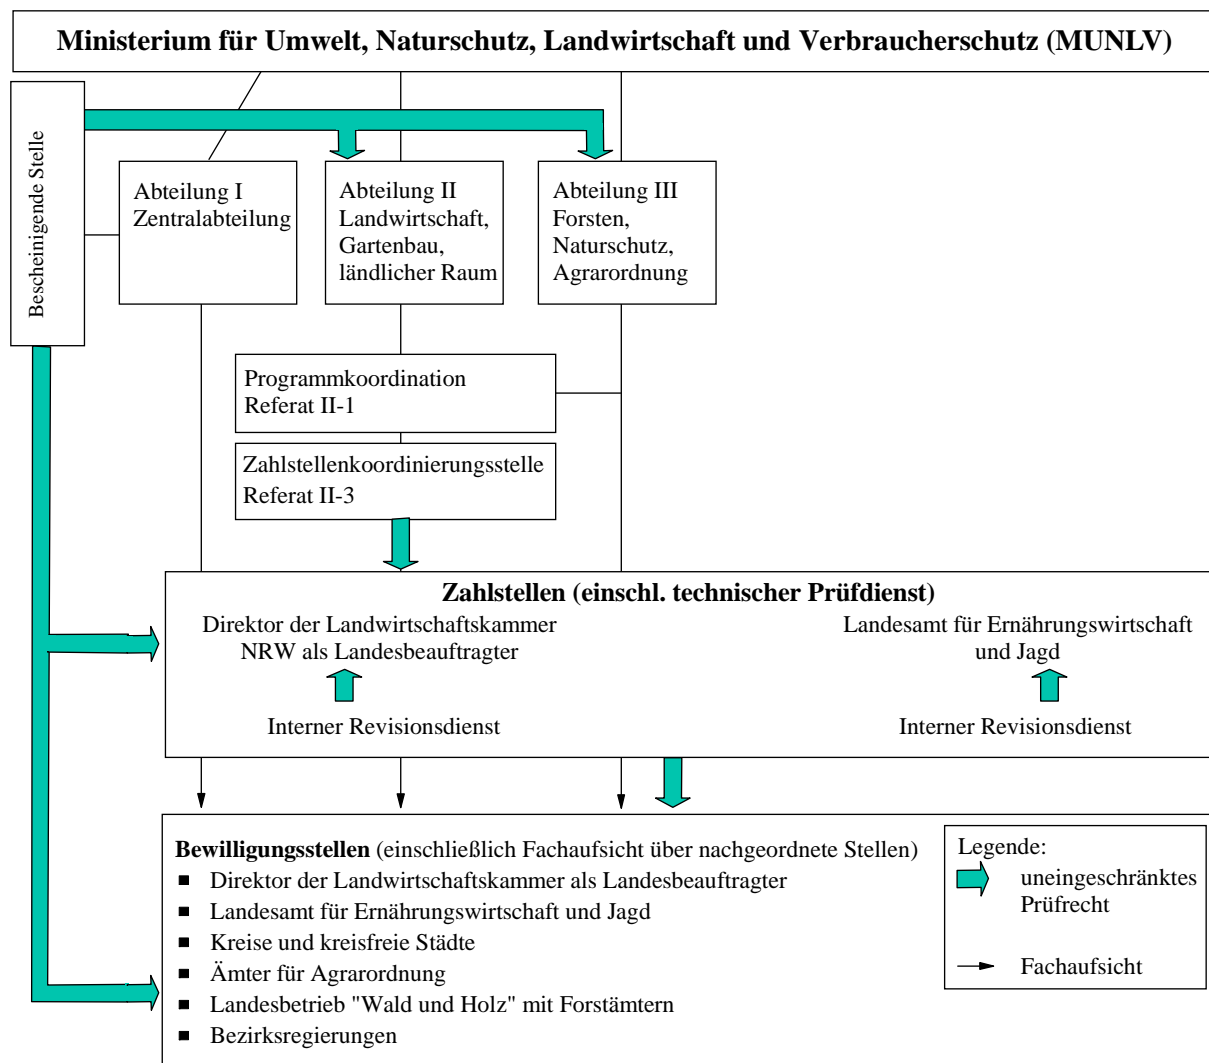 Ministerium für Umwelt, Naturschutz, Landwirtschaft und Verbraucherschutz (MUNLV)
Bescheinigende Stelle
Abteilung I
Zentralabteilung
Abteilung II
Landwirtschaft,
Gartenbau,
ländlicher Raum
Abteilung III
Forsten,
Naturschutz,
Agrarordnung
Programmkoordination
Referat II-1
Zahlstellenkoordinierungsstelle
Referat II-3
Zahlstellen (einschl. technischer Prüfdienst)
Direktor der Landwirtschaftskammer
NRW als Landesbeauftragter
Interner Revisionsdienst
Landesamt für Ernährungswirtschaft
und Jagd
Interner Revisionsdienst
Bewilligungsstellen (einschließlich Fachaufsicht über nachgeordnete Stellen)
■ Direktor der Landwirtschaftskammer als Landesbeauftragter
■ Landesamt für Ernährungswirtschaft und Jagd
■ Kreise und kreisfreie Städte
■ Ämter für Agrarordnung
■ Landesbetrieb "Wald und Holz" mit Forstämtern
■ Bezirksregierungen
Legende:
uneingeschränktes
Prüfrecht
Fachaufsicht